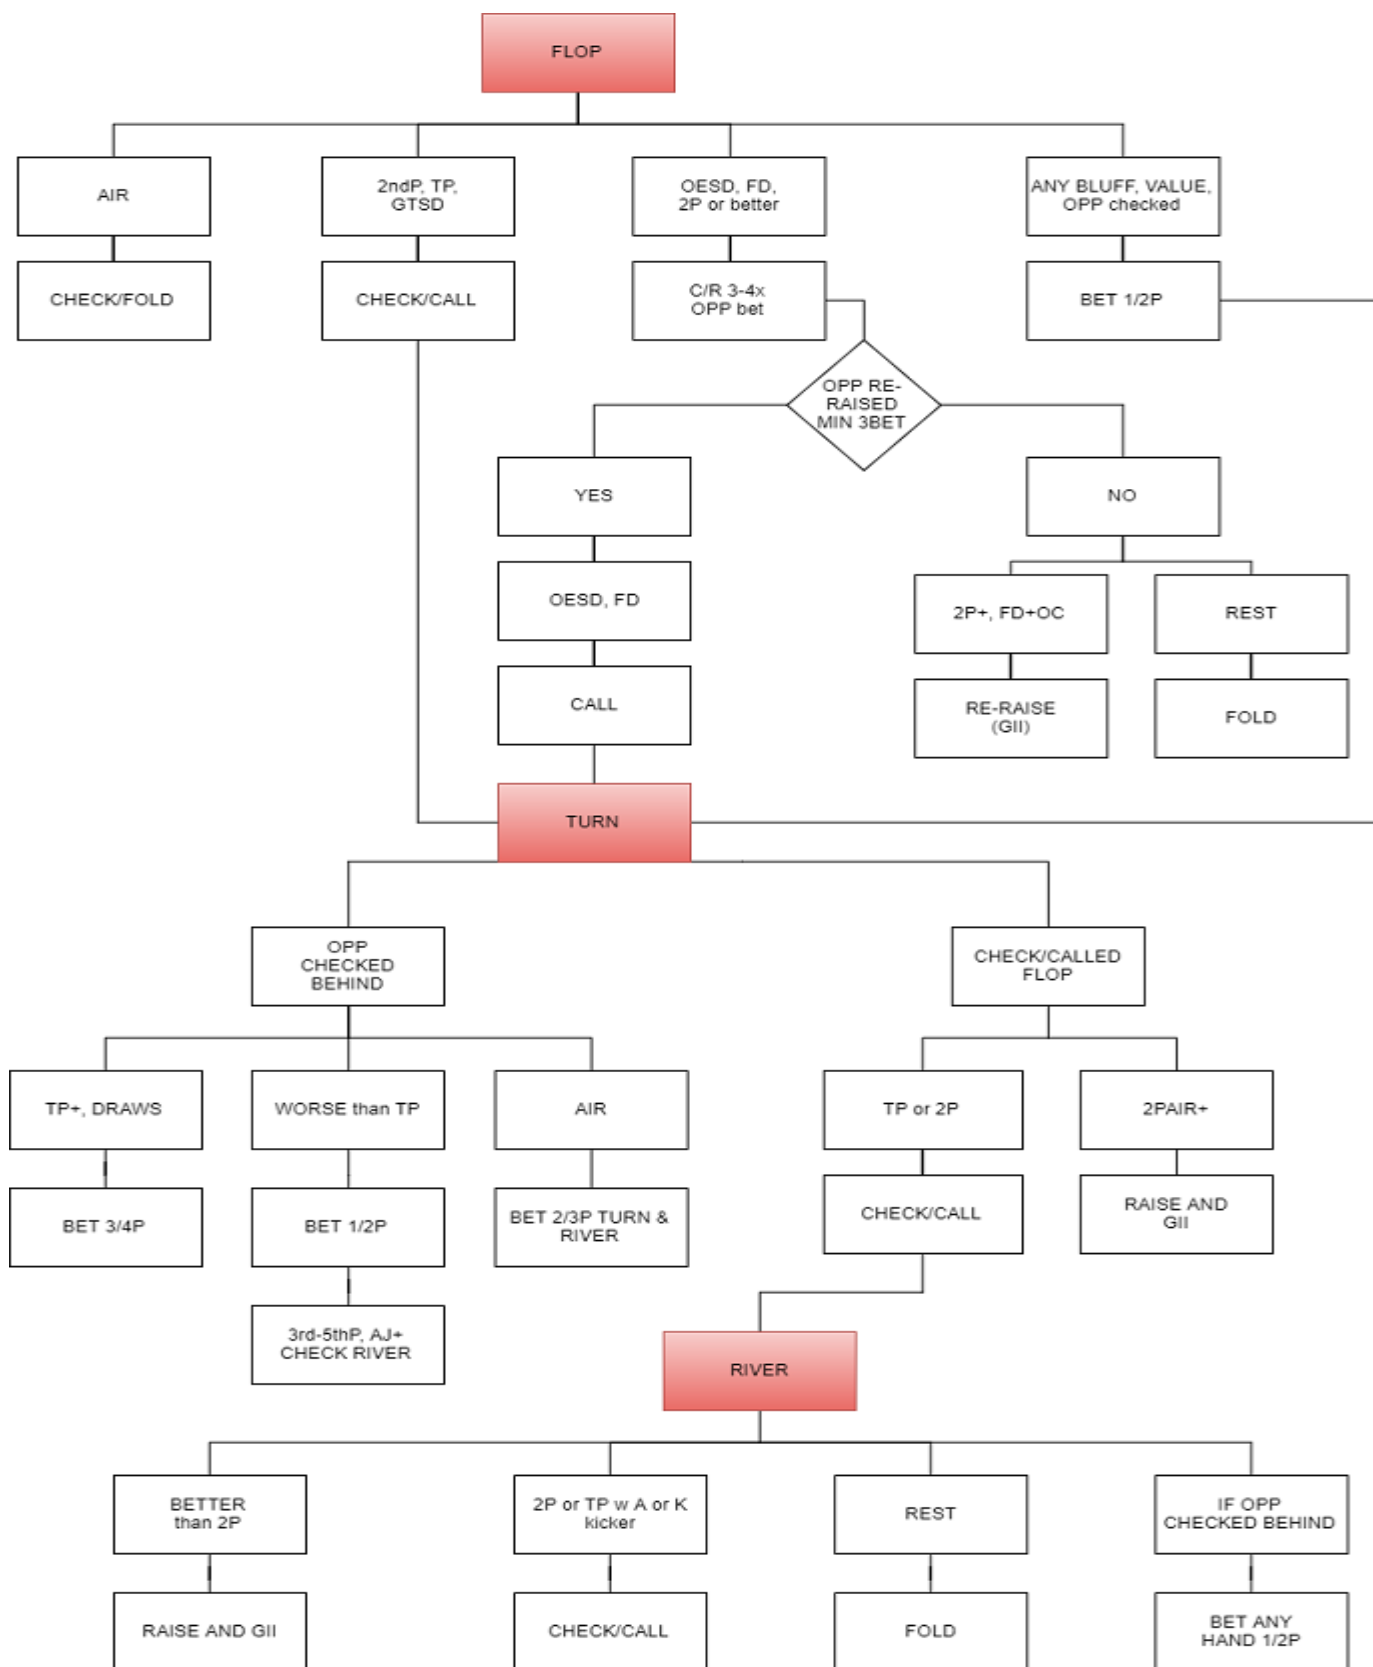 FLOP
AIR
2ndP, TP,
GTSD
OESD, FD,
2P or better
ANY BLUFF, VALUE,
OPP checked
CHECK/FOLD
CHECK/CALL
C/R 3-4x
OPP bet
BET 1/2P
OPP RE-
RAISED
MIN 3BET
YES
NO
OESD, FD
2P+, FD+OC
REST
CALL
RE-RAISE
(GII)
FOLD
TURN
OPP
CHECKED
BEHIND
CHECK/CALLED
FLOP
TP+, DRAWS
WORSE than TP
AIR
TP or 2P
2PAIR+
BET 3/4P
BET 1/2P
BET 2/3P TURN &
RIVER
CHECK/CALL
RAISE AND
GII
3rd-5thP, AJ+
CHECK RIVER
RIVER
BETTER
than 2P
2P or TP w A or K
kicker
REST
IF OPP
CHECKED BEHIND
RAISE AND GII
CHECK/CALL
FOLD
BET ANY
HAND 1/2P